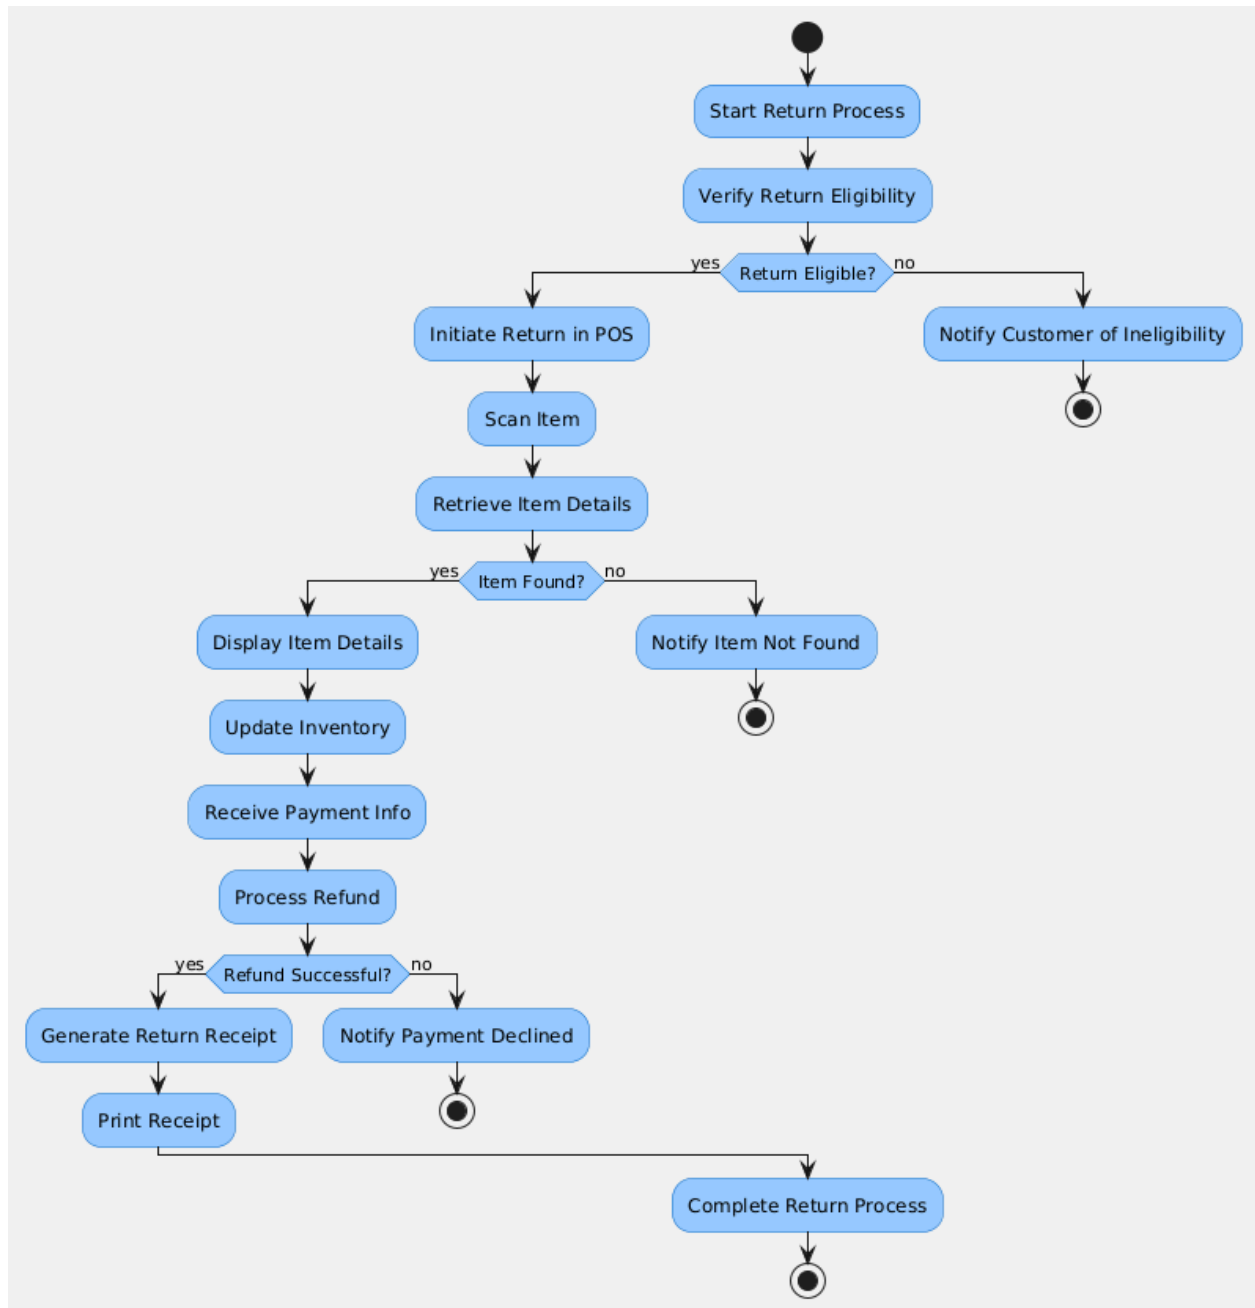 Start Return Process
Verify Return Eligibility
yes
Return Eligible?
no
Initiate Return in POS
Notify Customer of Ineligibility
Scan Item
Retrieve Item Details
yes
Item Found?
no
Display Item Details
Notify Item Not Found
Update Inventory
Receive Payment Info
Process Refund
yes
Refund Successful?
no
Generate Return Receipt
Notify Payment Declined
Print Receipt
Complete Return Process